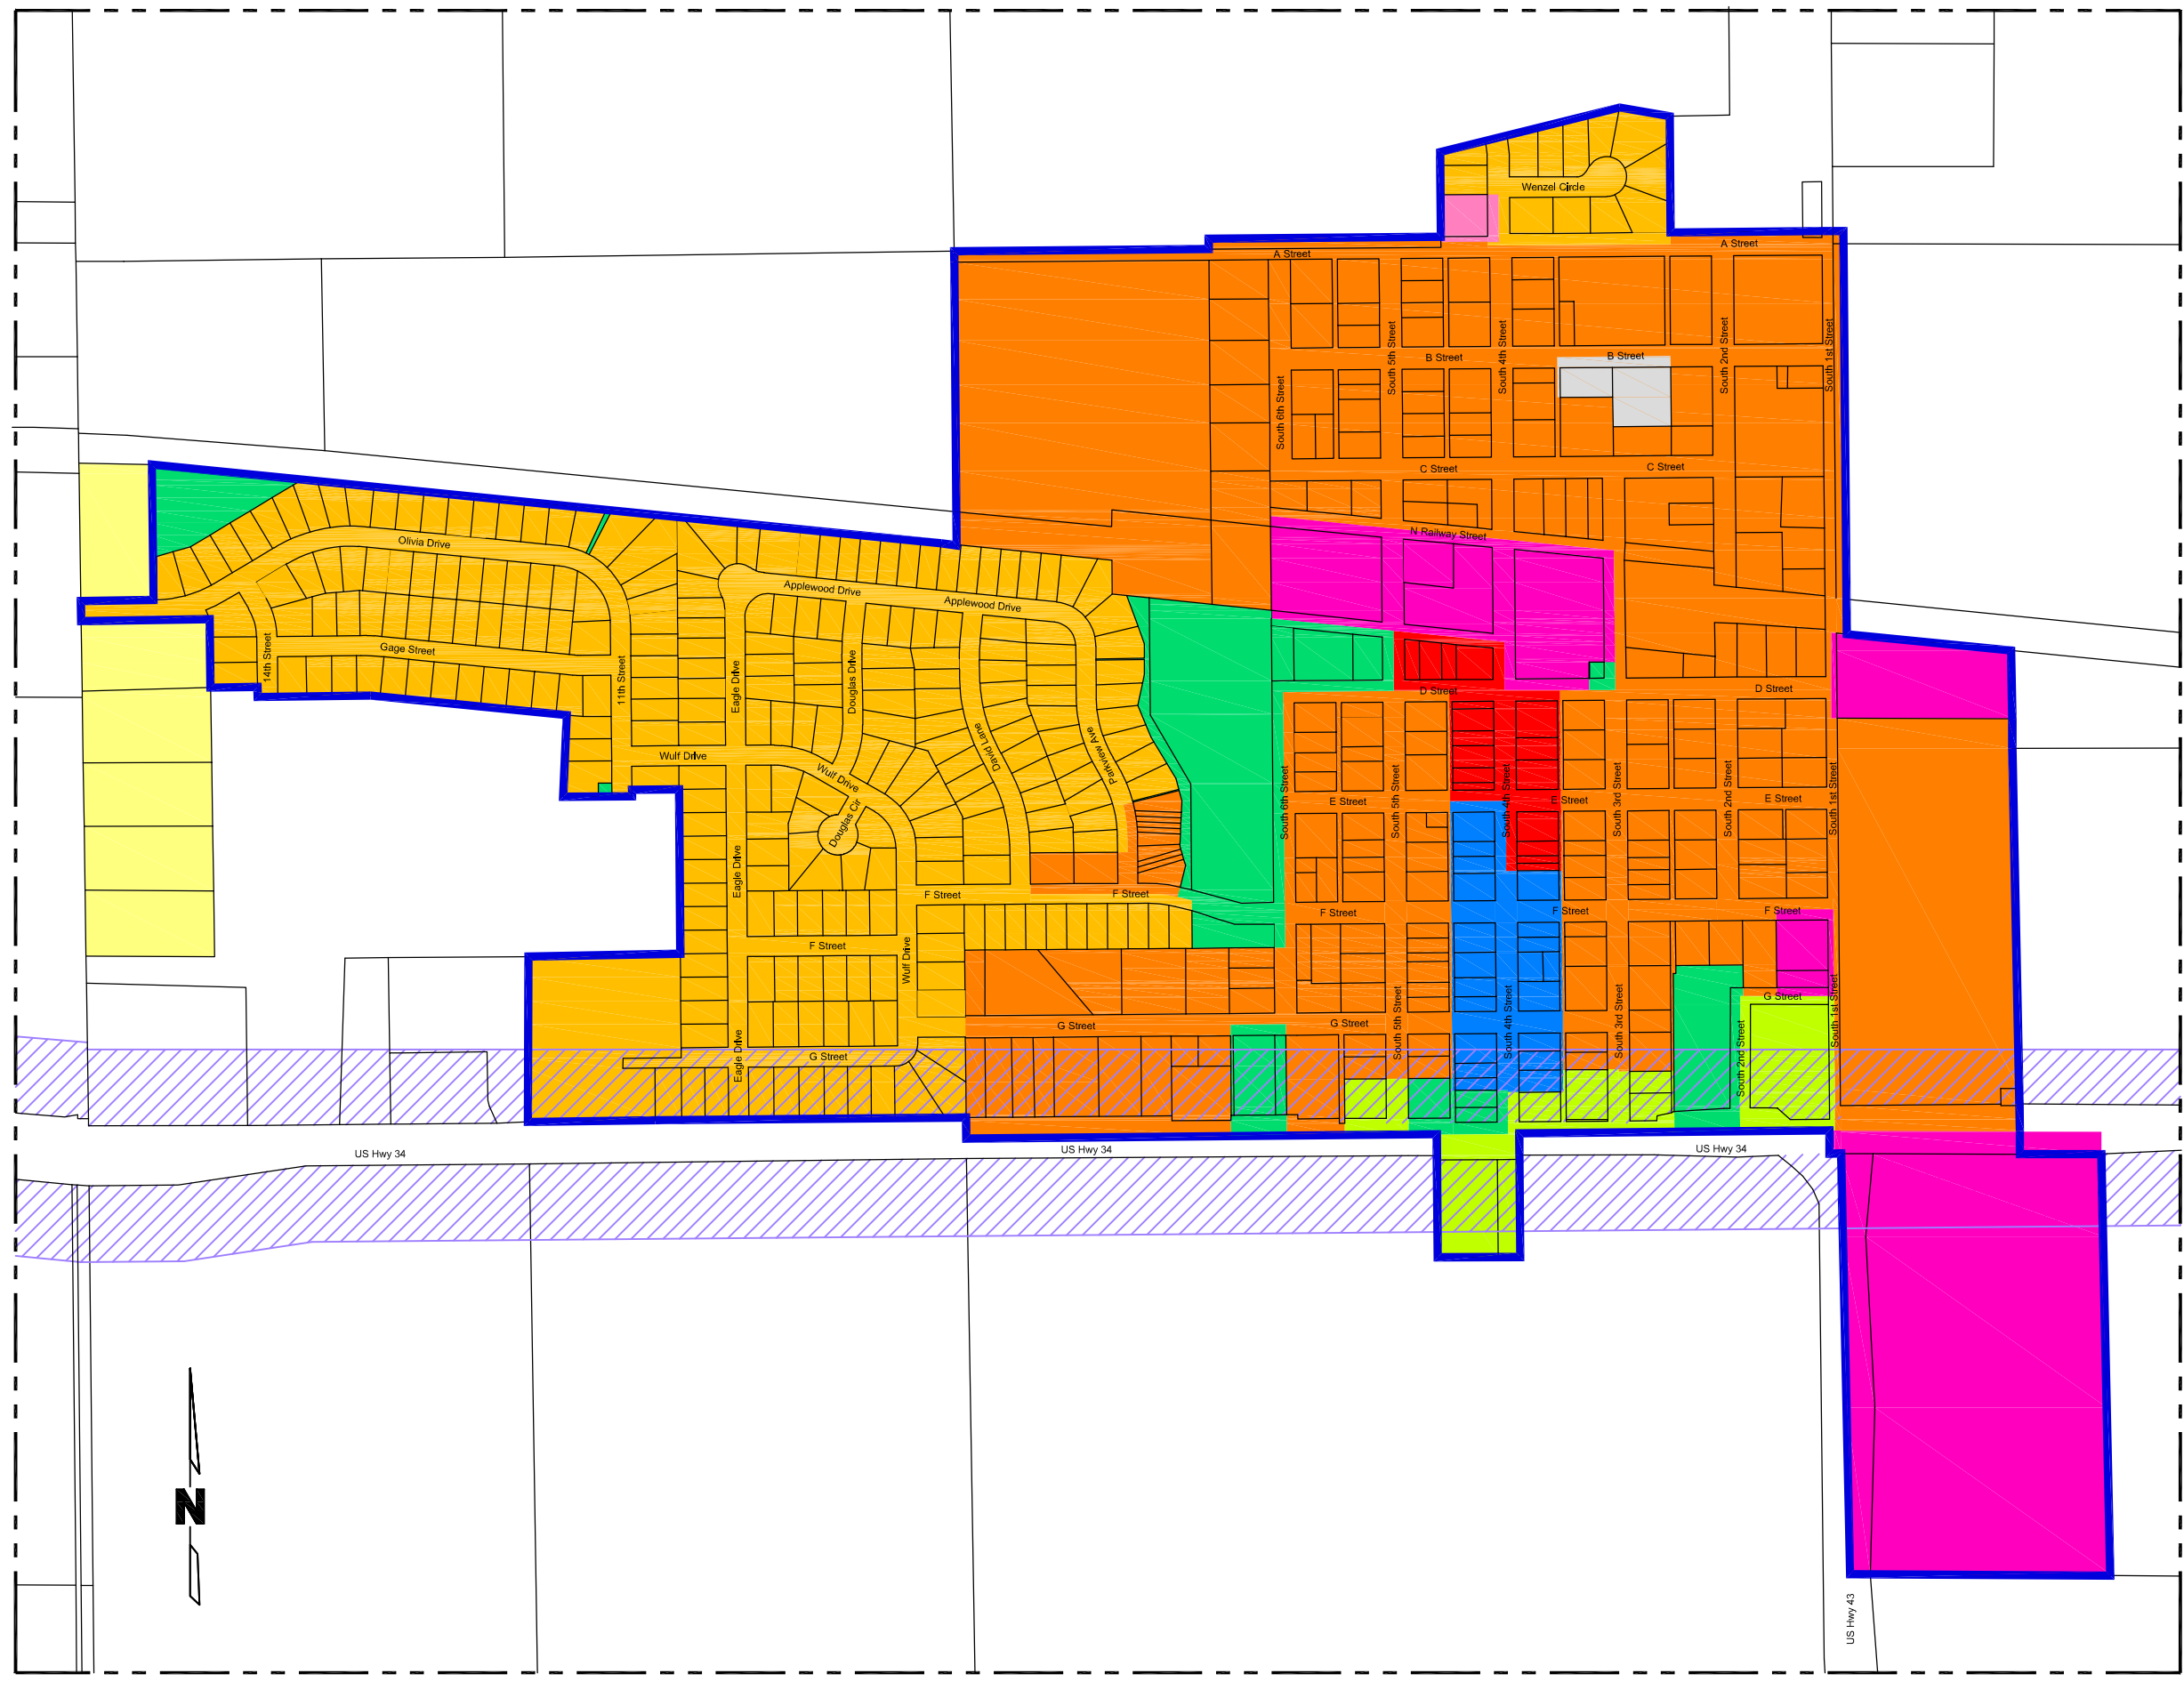 Wenzel Circle
A Street
A Street
South 5th Street
South 4th Street
South 2nd Street
South 1st Street
B Street
B Street
South 6th Street
C Street
C Street
N Railway Street
Olivia Drive
Applewood Drive
Applewood Drive
14th Street
Gage Street
11th Street
Eagle Drive
Douglas Drive
David Lane
Parkview Ave
D Street
D Street
Wulf Drive
Wulf Drive
Douglas Cir
South 6th Street
South 5th Street
South 4th Street
South 3rd Street
South 2nd Street
South 1st Street
E Street
E Street
E Street
Eagle Drive
F Street
F Street
F Street
F Street
F Street
F Street
Wulf Drive
G Street
G Street
G Street
G Street
Eagle Drive
South 5th Street
South 4th Street
South 3rd Street
South 2nd Street
South 1st Street
US Hwy 34
US Hwy 34
US Hwy 34
N
US Hwy 43